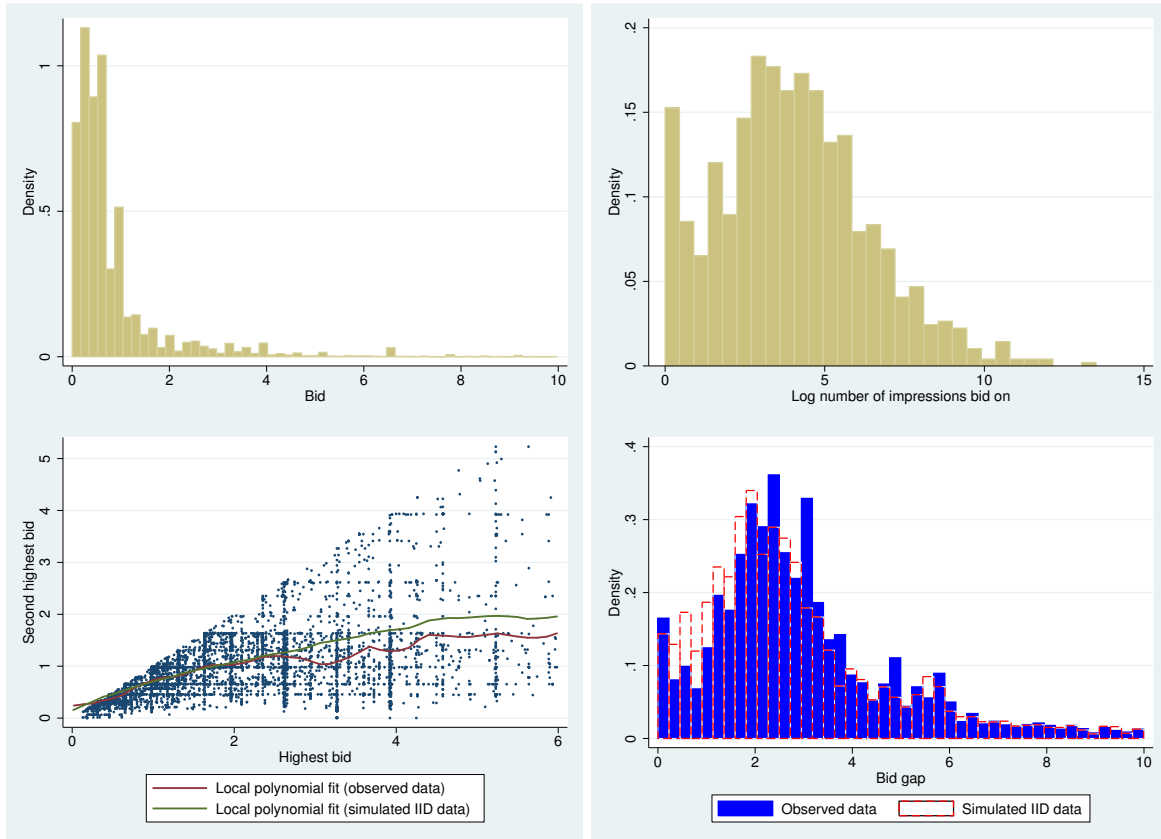 Density
0 .5 1
0 2 4 6 8 10
Bid
Density
0 .05 .1 .15 .2
0 5 10 15
Log number of impressions bid on
Second highest bid
0 1 2 3 4 5
0 2 4 6
Highest bid
Local polynomial fit (observed data)
Local polynomial fit (simulated IID data)
Density
0 .1 .2 .3 .4
0 2 4 6 8 10
Bid gap
Observed data
Simulated IID data